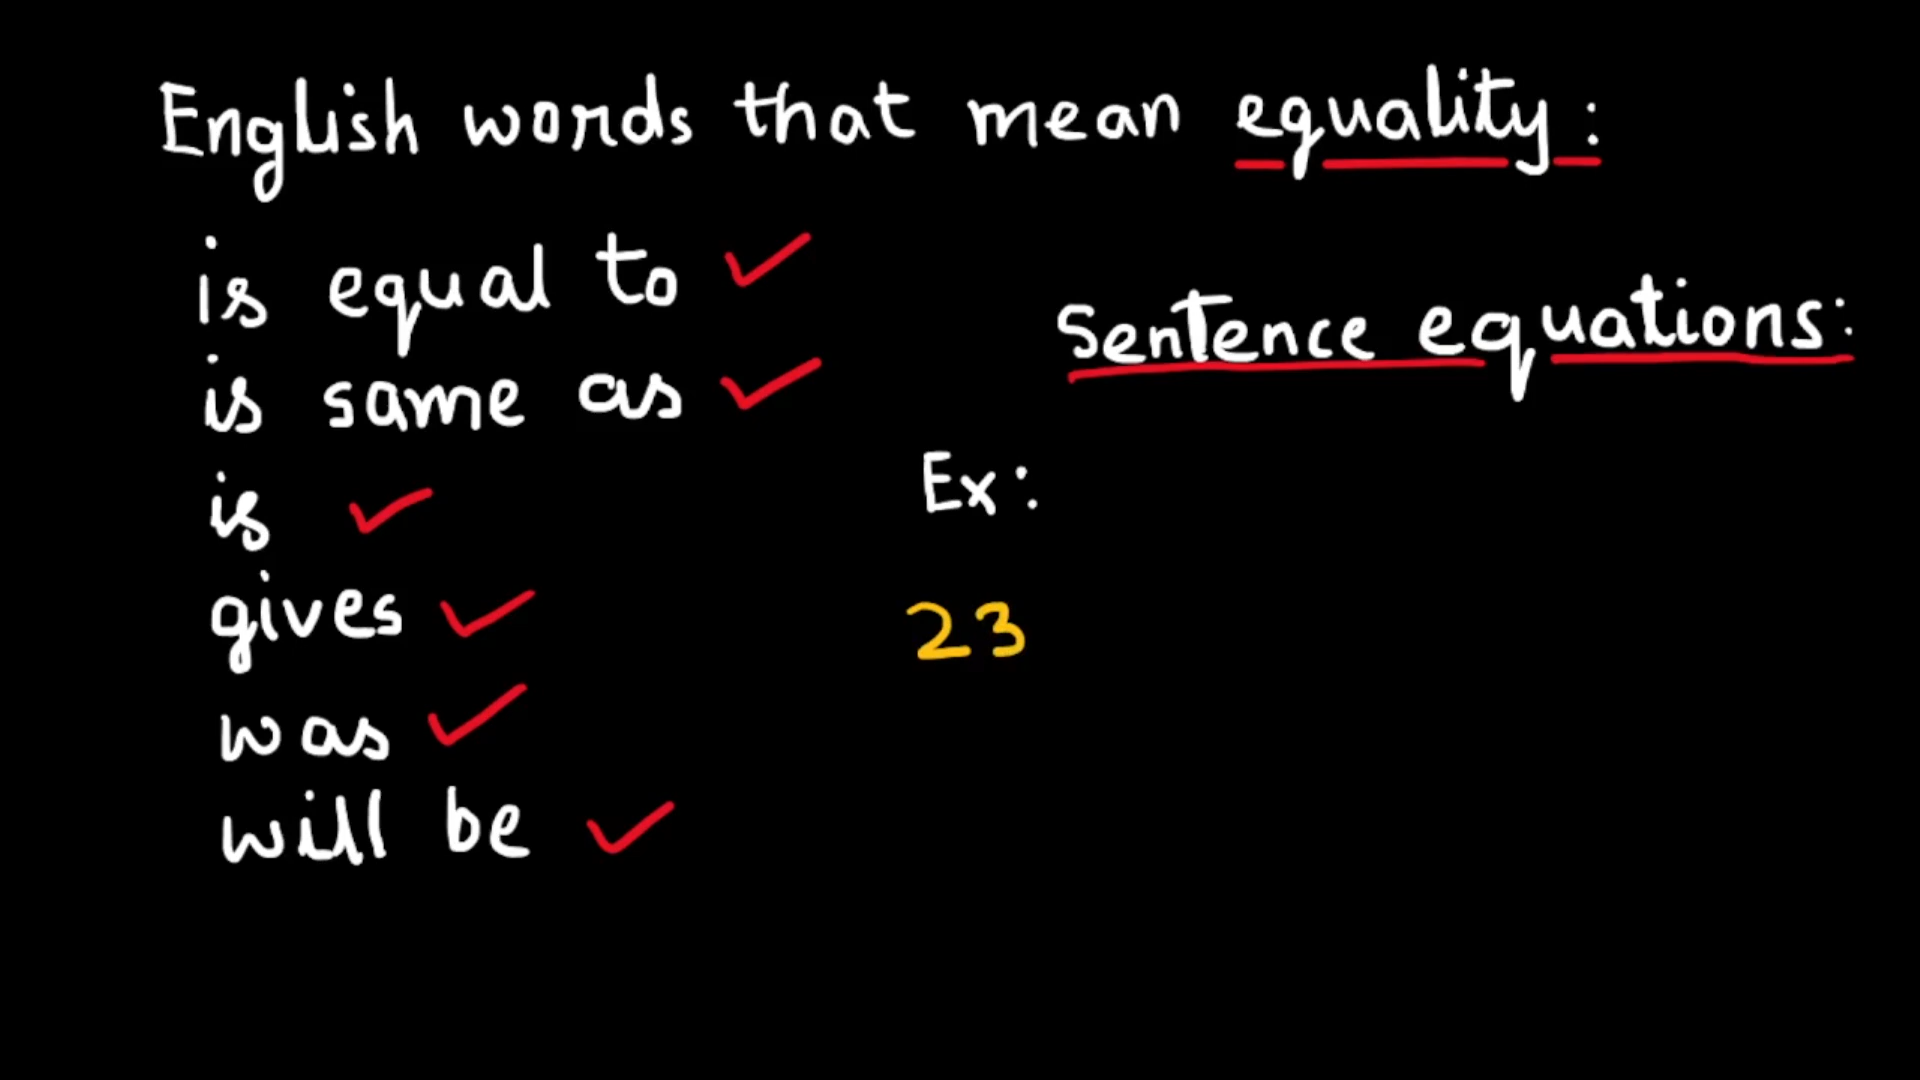 English words that mean equality:
is equal to
is same as
is
gives
was
will be
Sentence equations:
Ex:
23